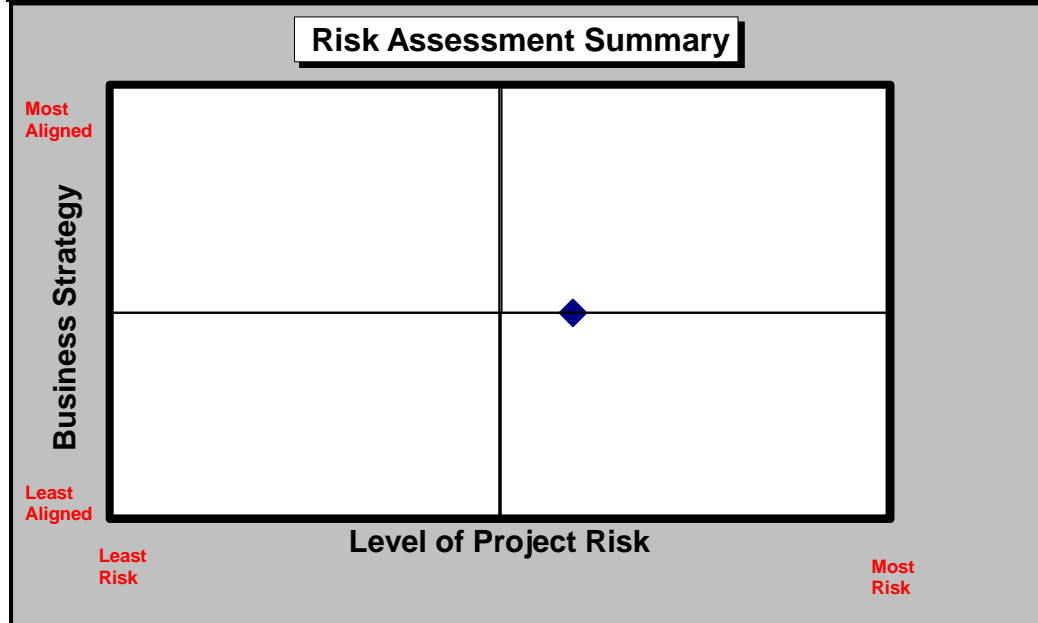 Risk Assessment Summary
Most
Aligned
Business Strategy
Least
Aligned
Level of Project Risk
Least
Risk
Most
Risk